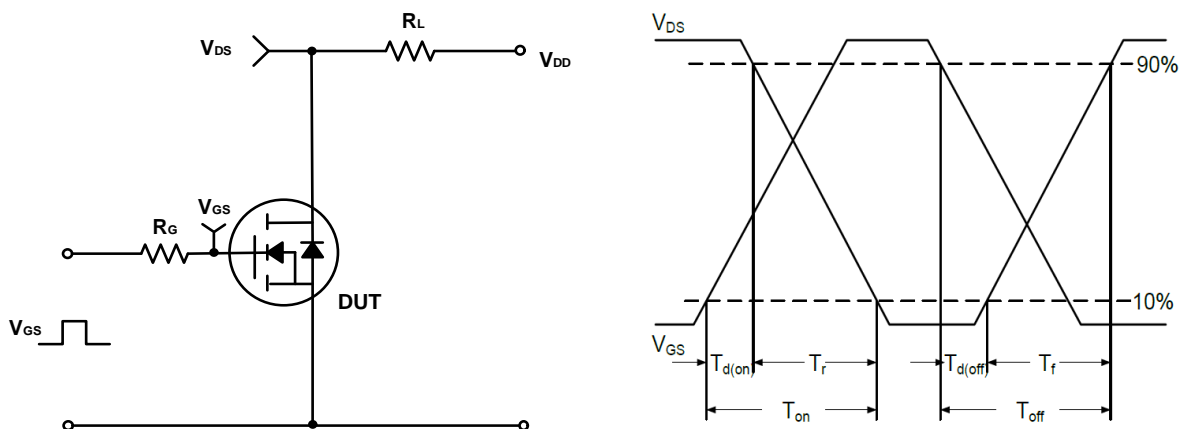 RL
VDS
VDD
VGS
RG
DUT
VGS
VDS
90%
10%
VGS
Td(on)
Tr
Td(off)
Tf
Ton
Toff